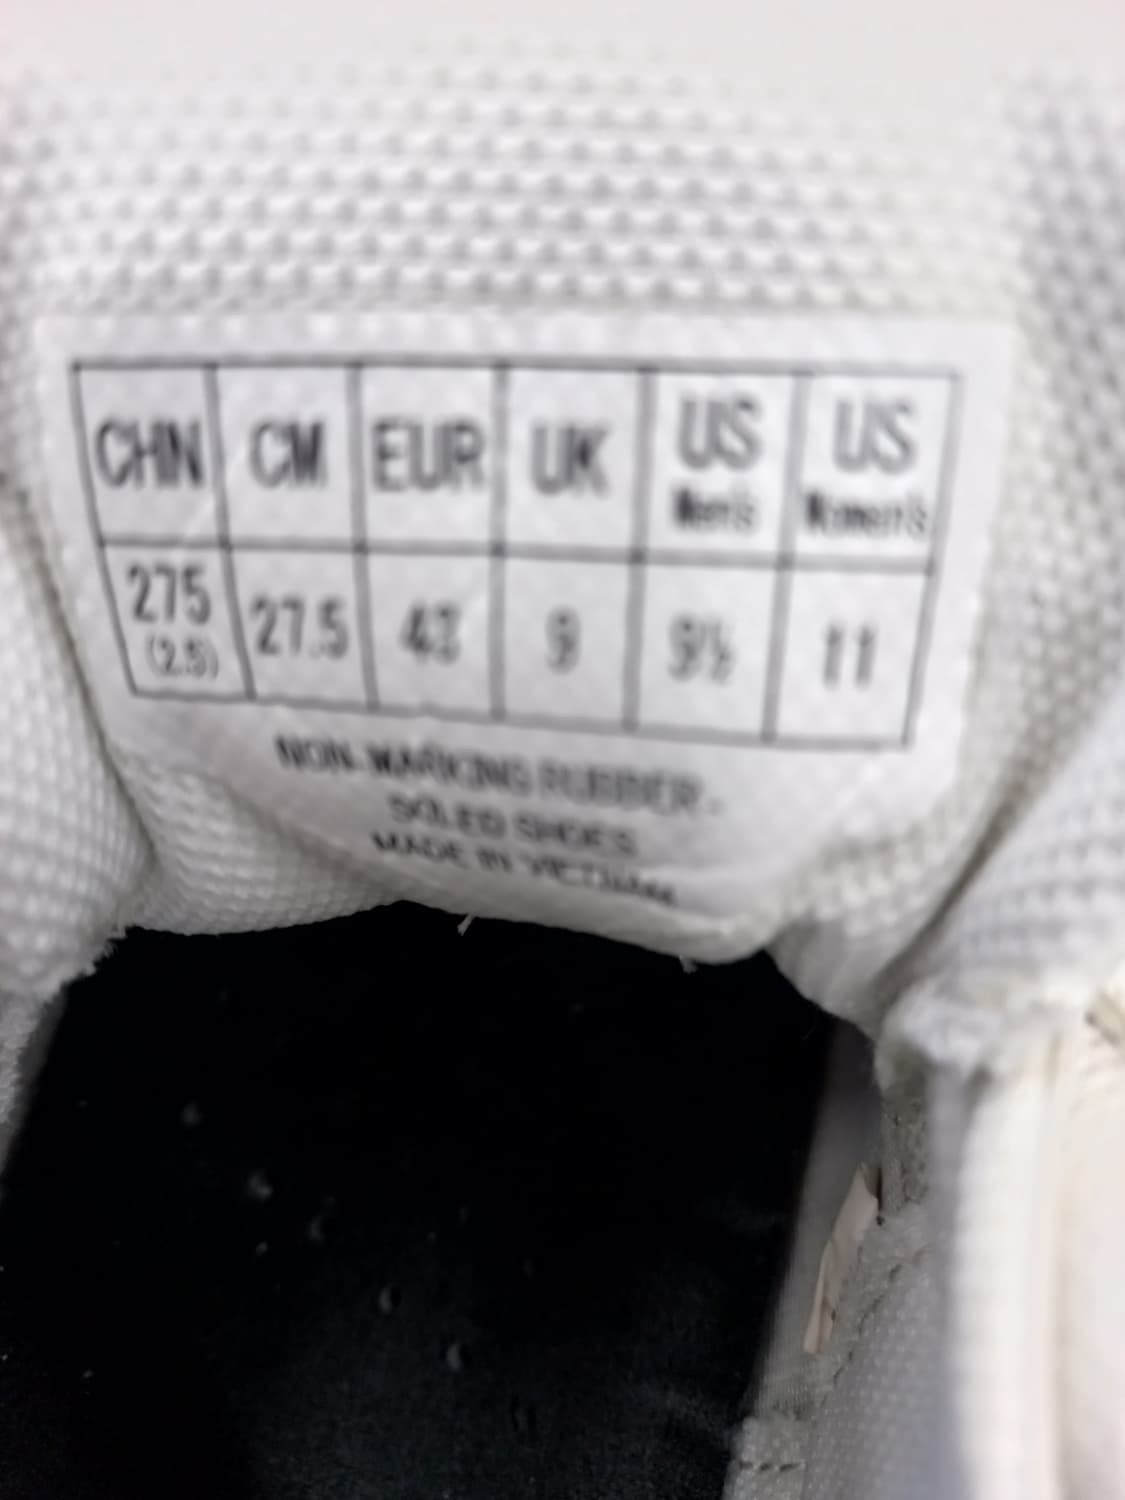 CHN CM EUR UK US Men's US Women's
275 (2.5) 27.5 43 9 9½ 11
NON-MARKING RUBBER-
SOLED SHOES
MADE IN VIETNAM